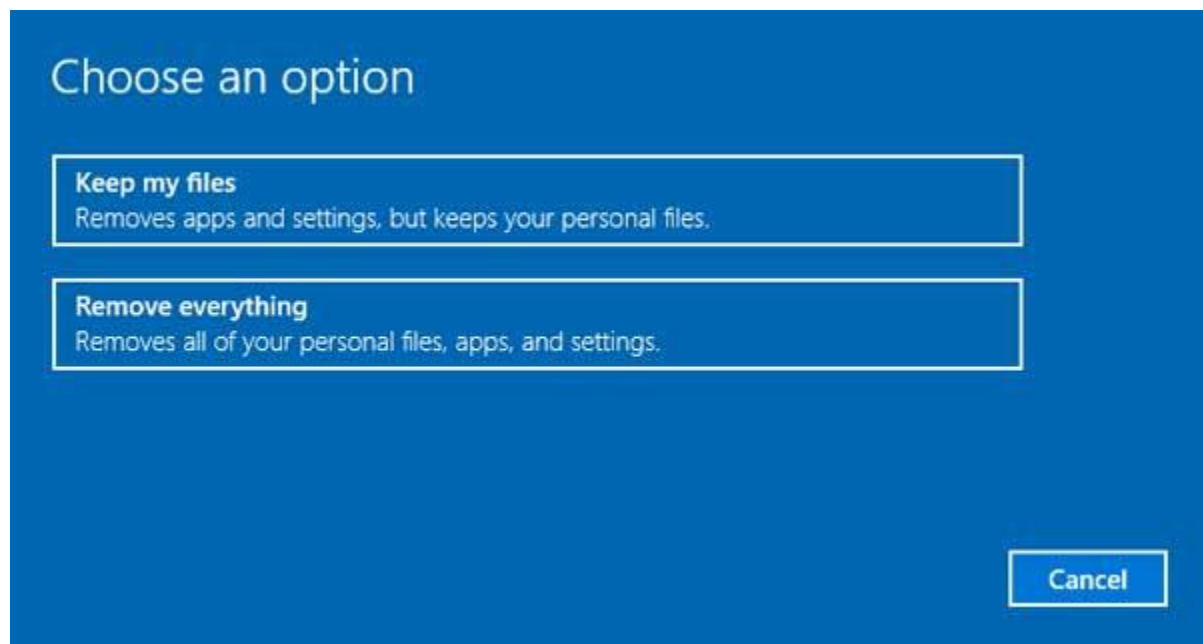 Choose an option
Keep my files
Removes apps and settings, but keeps your personal files.
Remove everything
Removes all of your personal files, apps, and settings.
Cancel